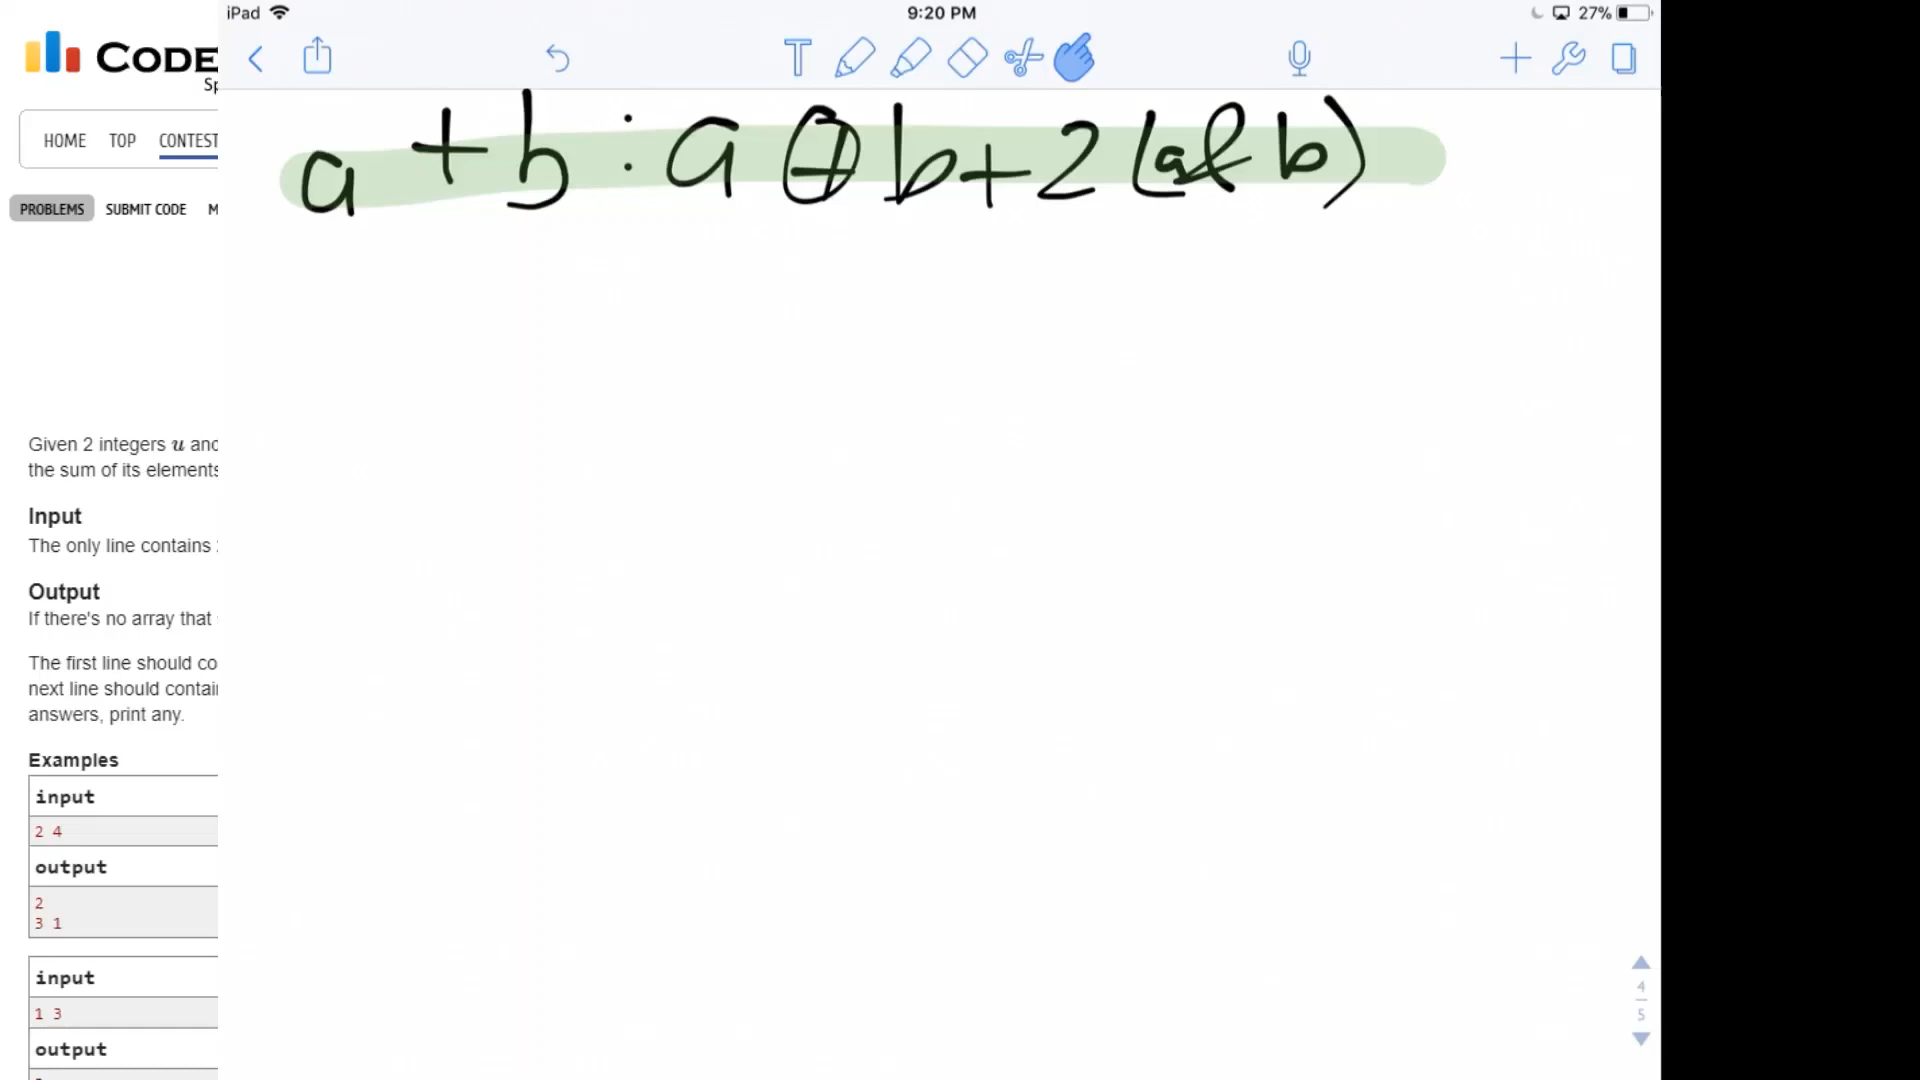 iPad 9:20 PM 27%
CODE
Sp
HOME TOP CONTEST
a + b : a ⊕ b + 2 (a & b)
PROBLEMS SUBMIT CODE M
Given 2 integers u and
the sum of its elements
Input
The only line contains
Output
If there's no array that
The first line should co
next line should contain
answers, print any.
Examples
input
2 4
output
2
3 1
input
1 3
output
4
5